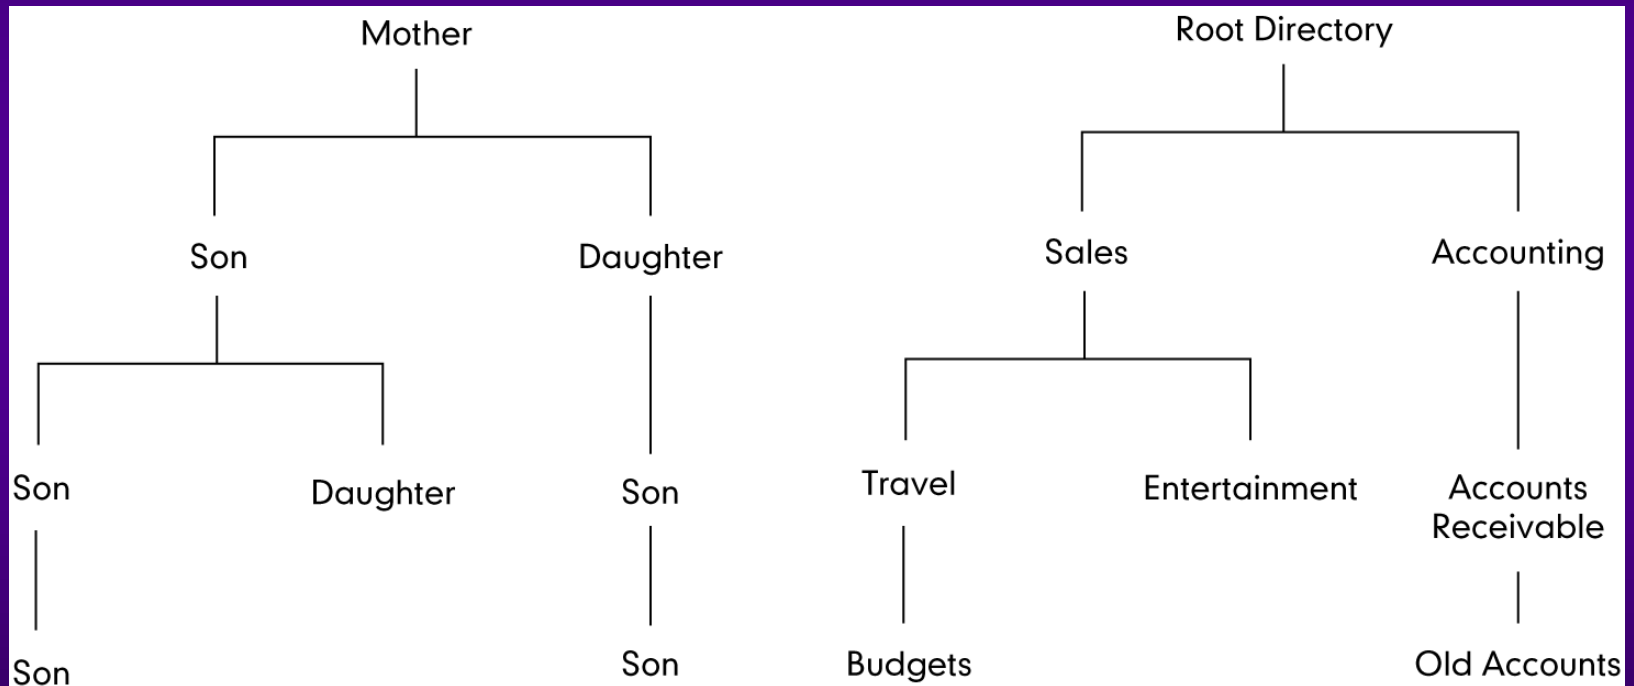 Mother
Son
Daughter
Son
Daughter
Son
Son
Son
Root Directory
Sales
Accounting
Travel
Entertainment
Accounts
Receivable
Budgets
Old Accounts